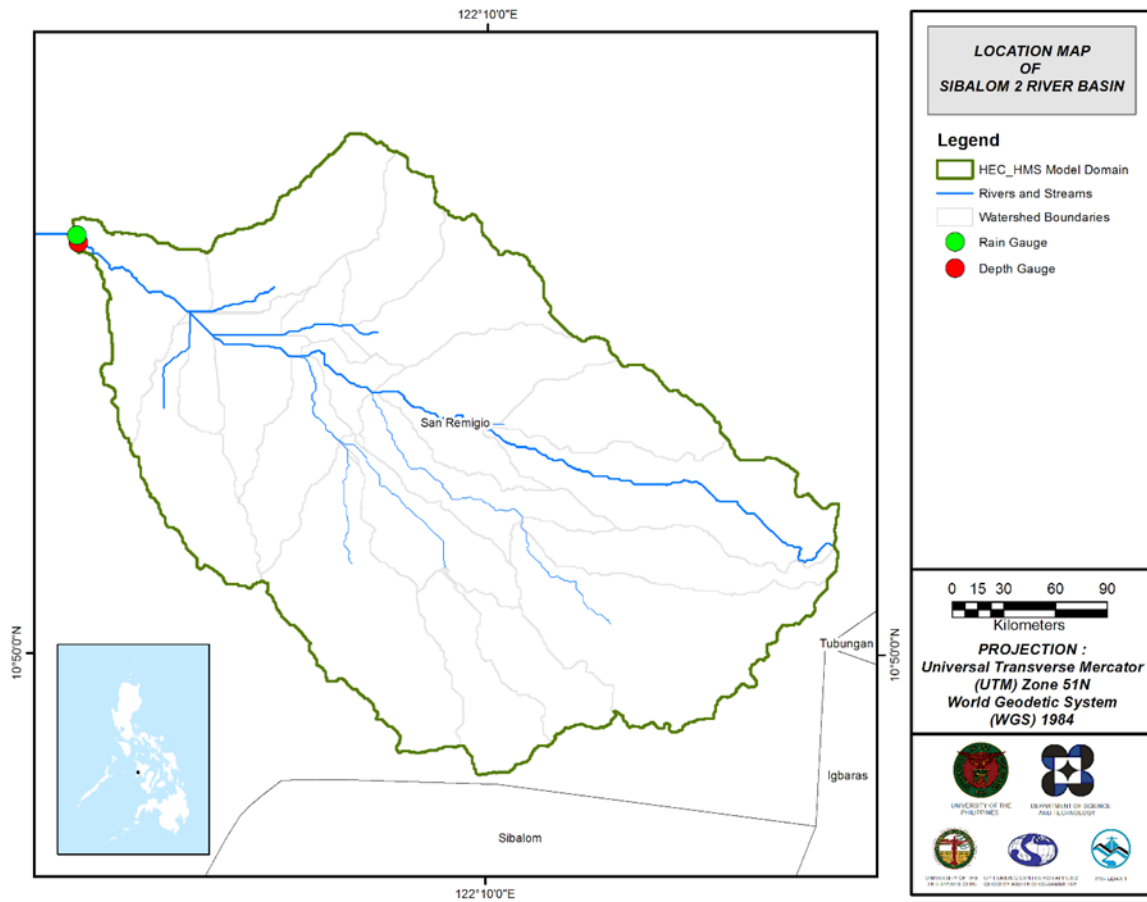 122°10'0"E
LOCATION MAP
OF
SIBALOM 2 RIVER BASIN
Legend
HEC_HMS Model Domain
Rivers and Streams
Watershed Boundaries
Rain Gauge
Depth Gauge
San Remigio
10°50'0"N
10°50'0"N
Tubungan
Igbaras
Sibalom
122°10'0"E
0 15 30 60 90
Kilometers
PROJECTION :
Universal Transverse Mercator
(UTM) Zone 51N
World Geodetic System
(WGS) 1984
UNIVERSITY OF THE
PHILIPPINES
DEPARTMENT OF SCIENCE
AND TECHNOLOGY
UNIVERSITY OF THE